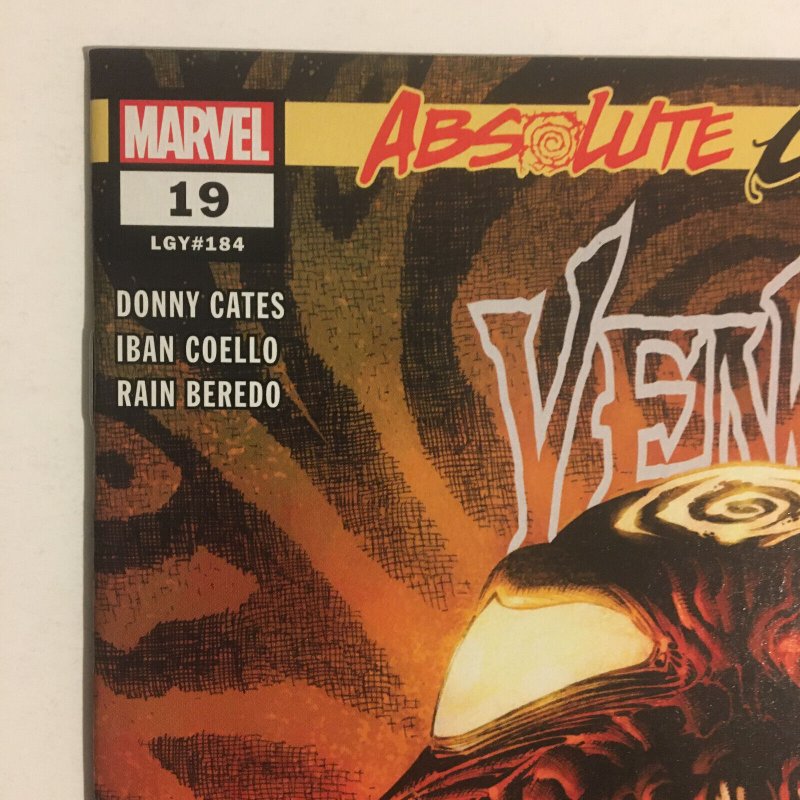 MARVEL
ABSOLUTE
19
LGY#184
DONNY CATES
IBAN COELLO
RAIN BEREDO